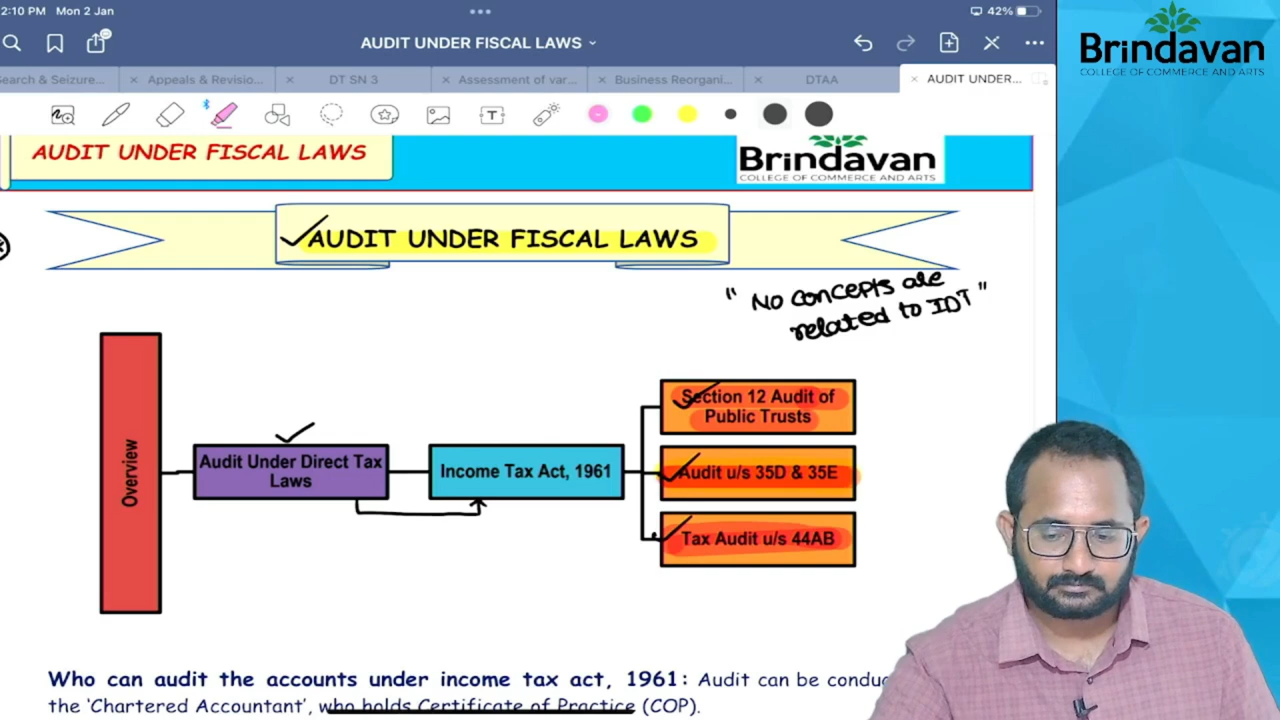 2:10 PM Mon 2 Jan
42%
AUDIT UNDER FISCAL LAWS
Brindavan
COLLEGE OF COMMERCE AND ARTS
earch & Seizure...
Appeals & Revisio...
DT SN 3
Assessment of var...
Business Reorgani...
DTAA
AUDIT UNDER...
T
AUDIT UNDER FISCAL LAWS
Brindavan
COLLEGE OF COMMERCE AND ARTS
AUDIT UNDER FISCAL LAWS
" No concepts are
related to IDT "
Overview
Audit Under Direct Tax
Laws
Income Tax Act, 1961
Section 12 Audit of
Public Trusts
Audit u/s 35D & 35E
Tax Audit u/s 44AB
Who can audit the accounts under income tax act, 1961: Audit can be conduc
the 'Chartered Accountant', who holds Certificate of Practice (COP).